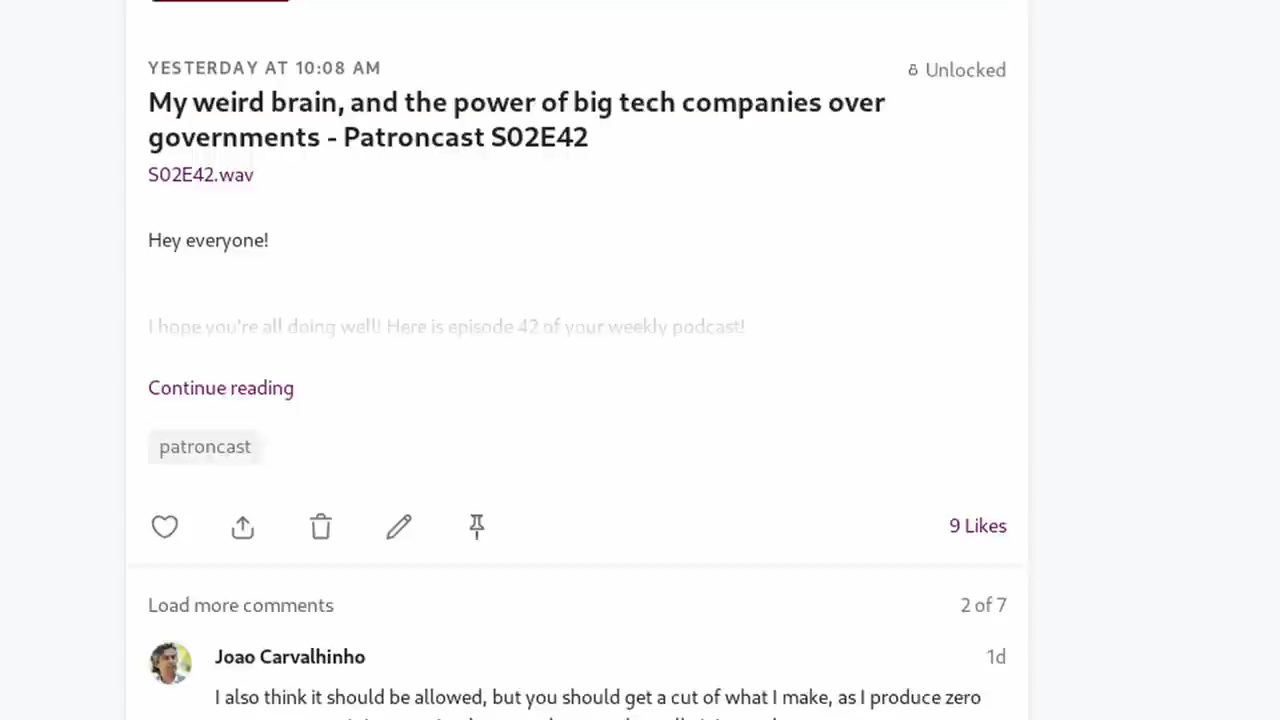 YESTERDAY AT 10:08 AM
Unlocked
My weird brain, and the power of big tech companies over
governments - Patroncast S02E42
S02E42.wav
Hey everyone!
I hope you're all doing well! Here is episode 42 of your weekly podcast!
Continue reading
patroncast
9 Likes
Load more comments
2 of 7
Joao Carvalhinho
1d
I also think it should be allowed, but you should get a cut of what I make, as I produce zero